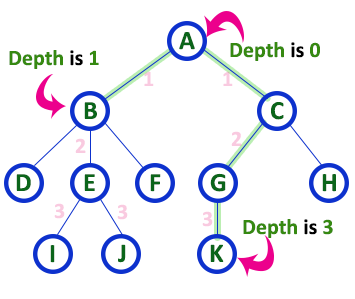 A
Depth is 0
Depth is 1
1 1
B C
2 2
D E F G H
3 3 3
Depth is 3
I J K